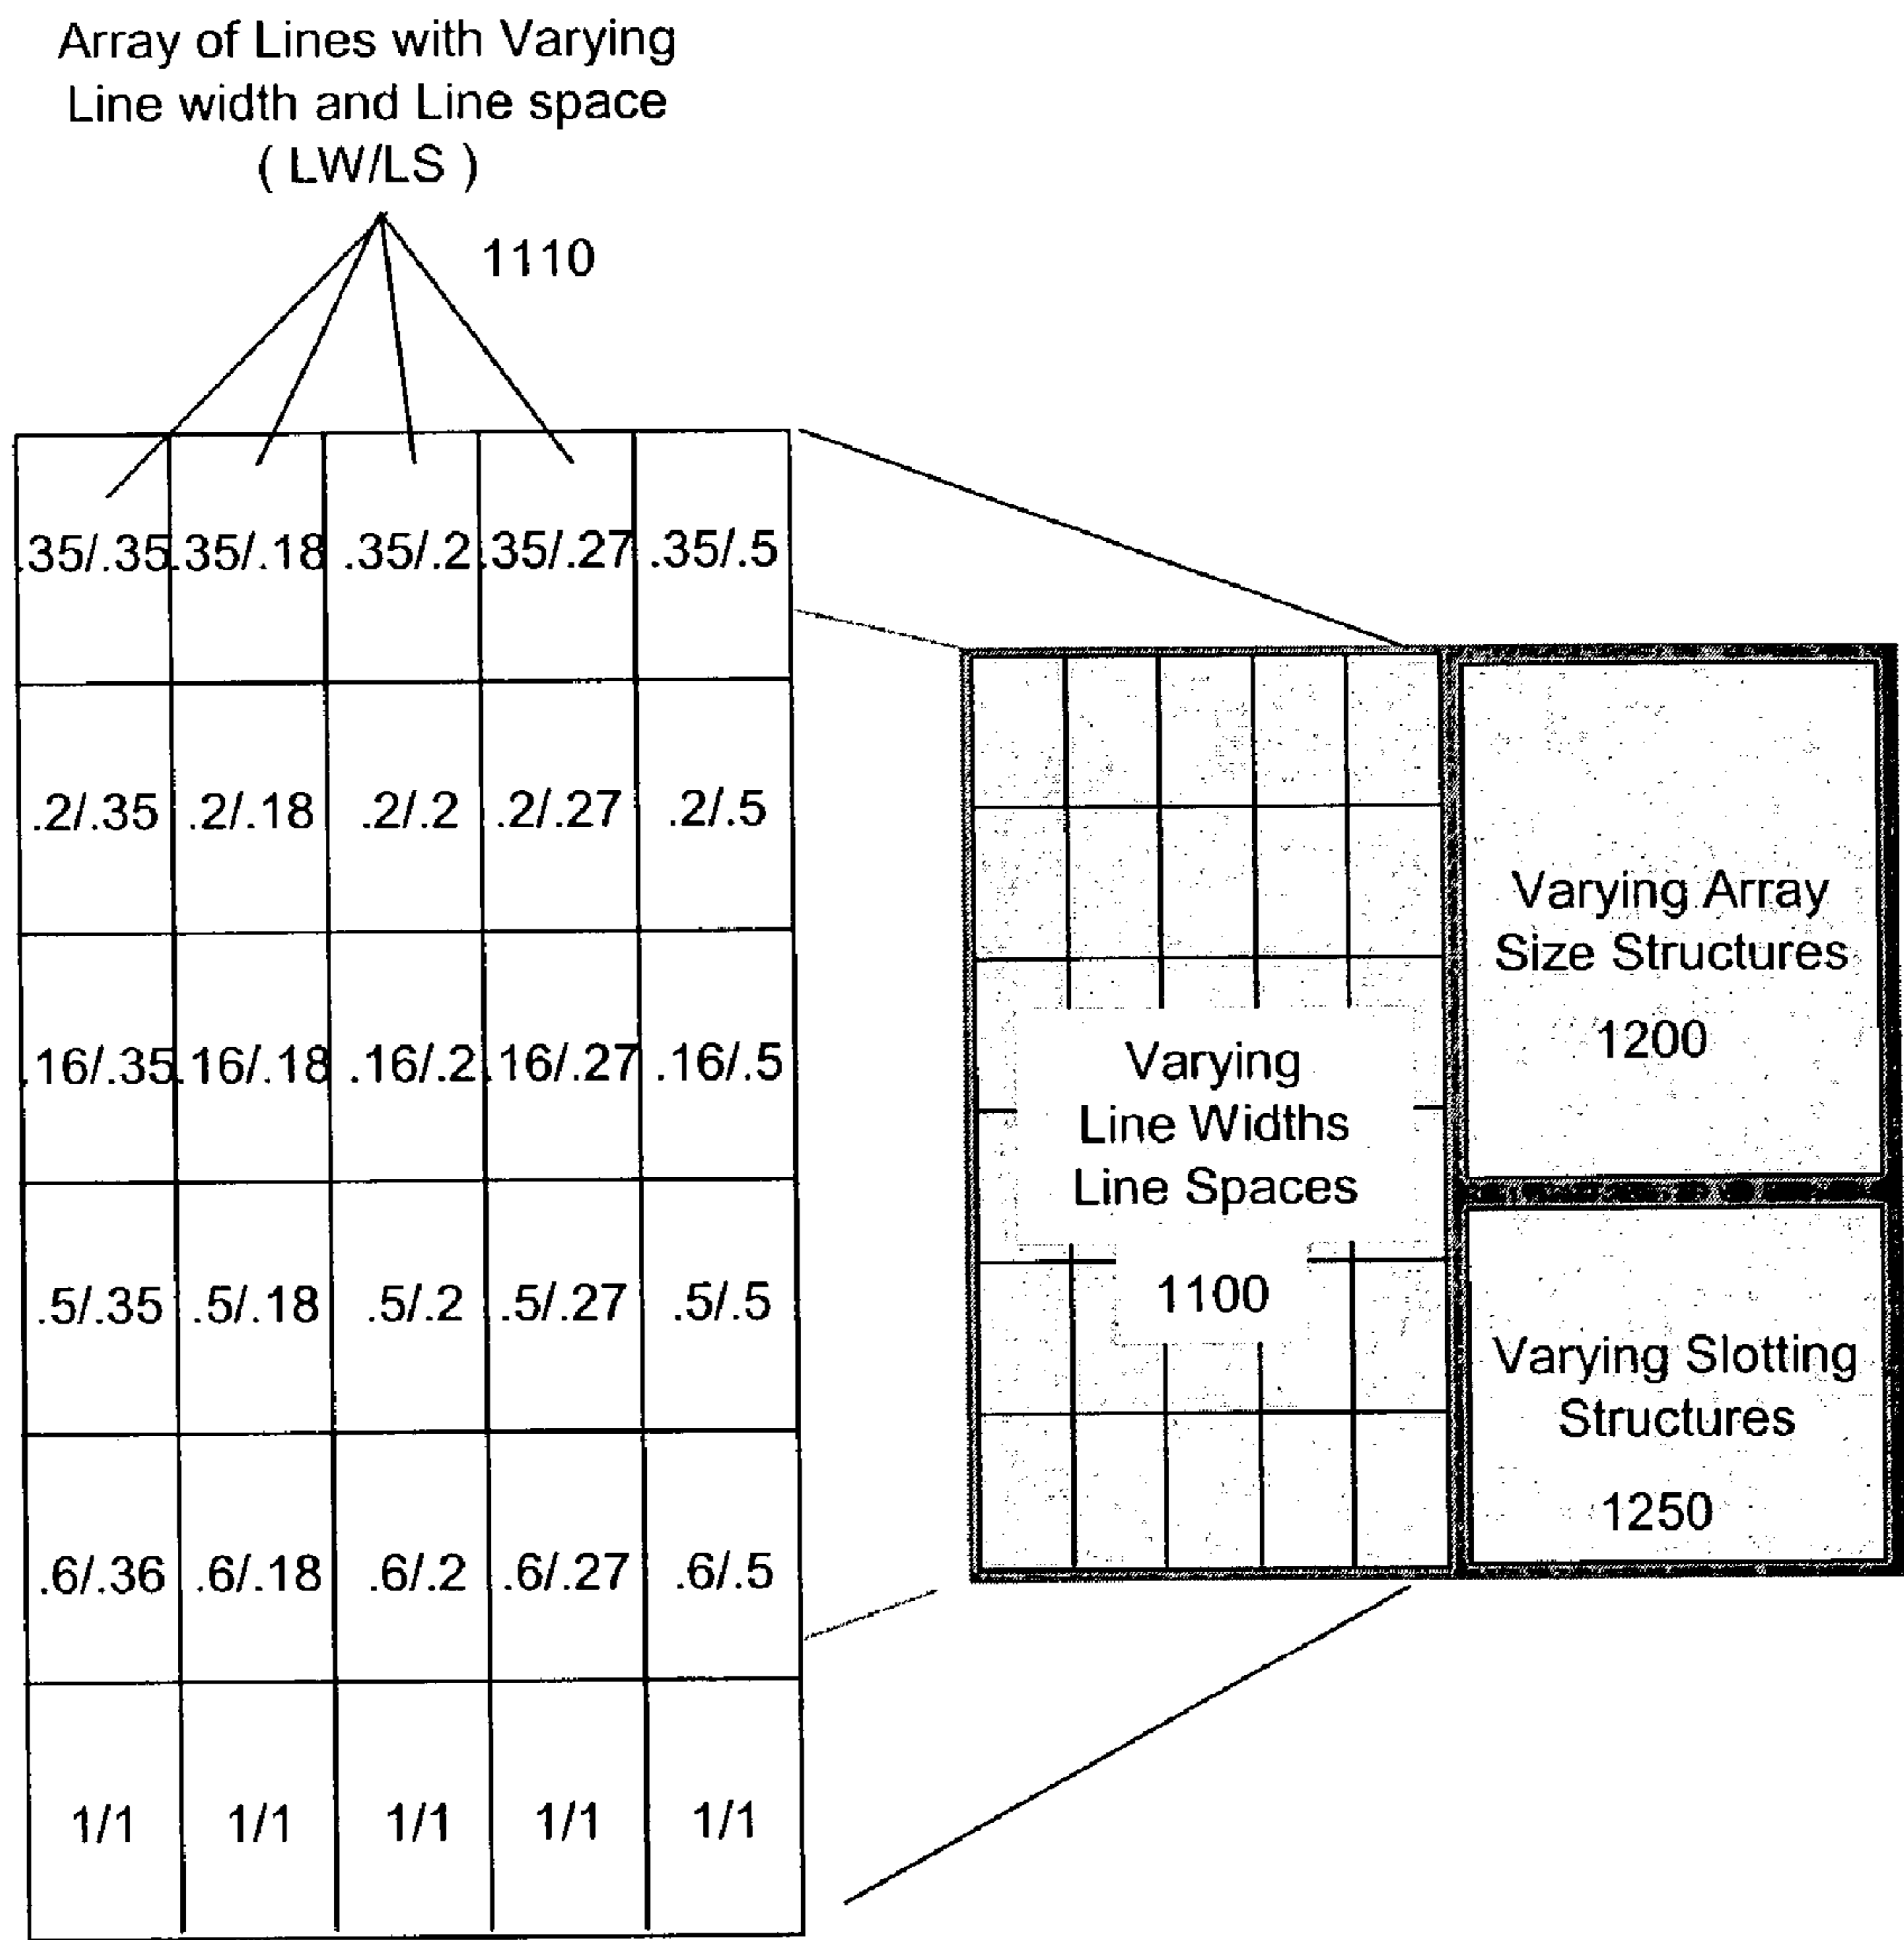 Array of Lines with Varying
Line width and Line space
( LW/LS )
1110
.35/.35 .35/.18 .35/.2 .35/.27 .35/.5
.2/.35 .2/.18 .2/.2 .2/.27 .2/.5
.16/.35 .16/.18 .16/.2 .16/.27 .16/.5
.5/.35 .5/.18 .5/.2 .5/.27 .5/.5
.6/.36 .6/.18 .6/.2 .6/.27 .6/.5
1/1 1/1 1/1 1/1 1/1
Varying
Line Widths
Line Spaces
1100
Varying Array
Size Structures
1200
Varying Slotting
Structures
1250